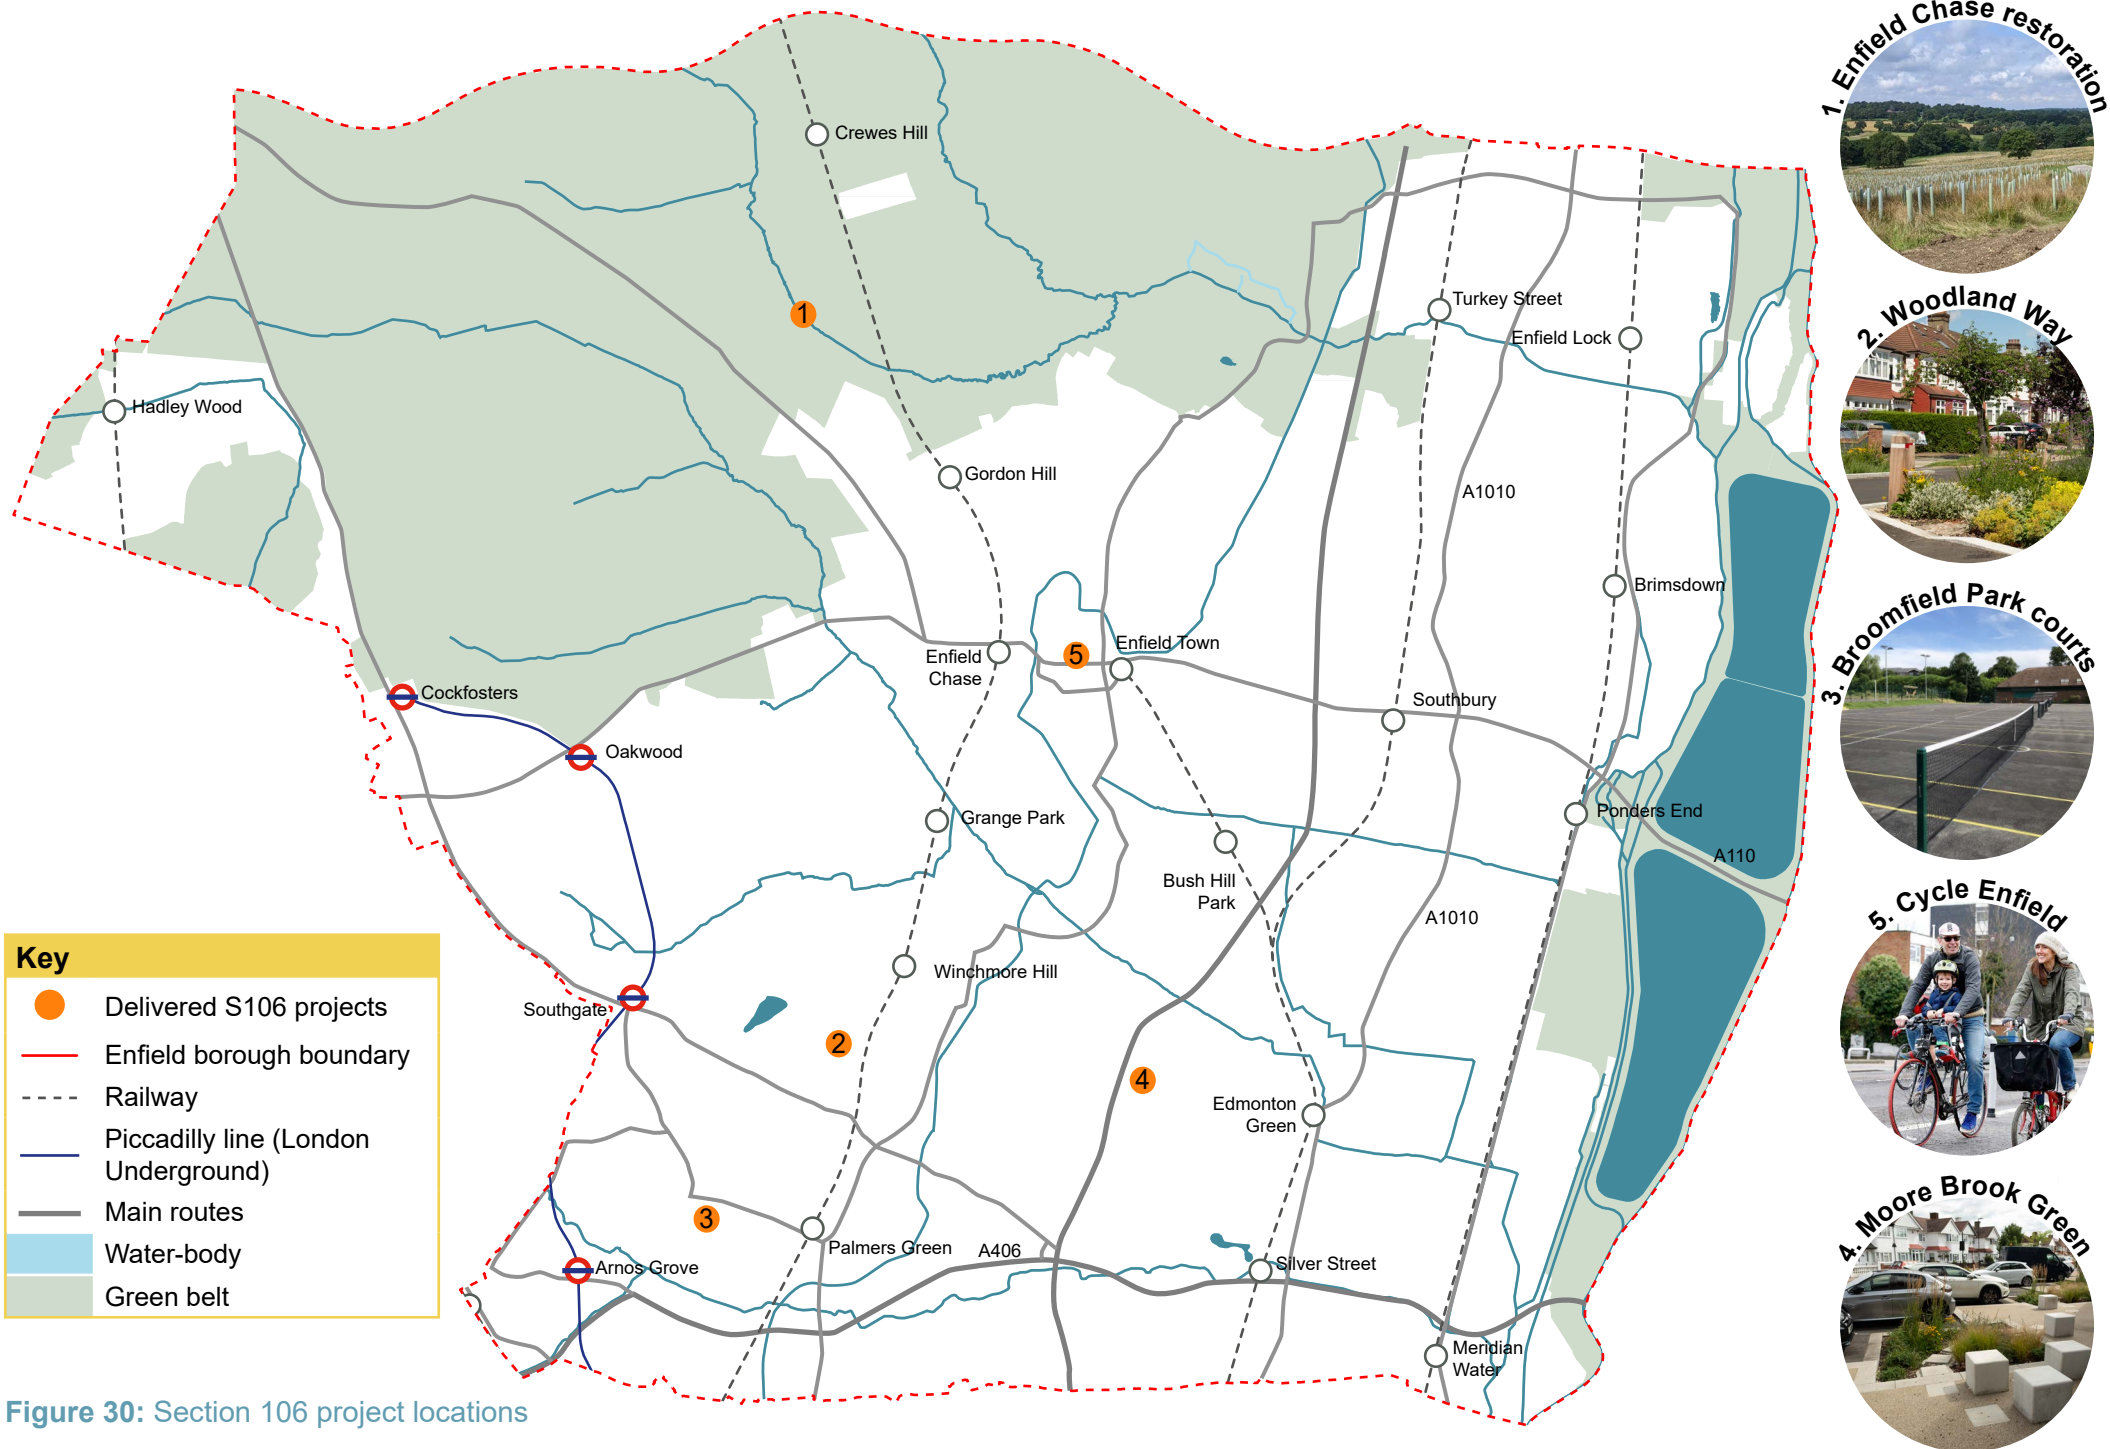 1. Enfield Chase restoration
Crewes Hill
1
Turkey Street
Enfield Lock
2. Woodland Way
Hadley Wood
Gordon Hill
A1010
Brimsdown
3. Broomfield Park courts
Enfield Town
5
Enfield
Chase
Cockfosters
Southbury
Oakwood
Grange Park
Ponders End
A110
Bush Hill
Park
A1010
5. Cycle Enfield
Winchmore Hill
Southgate
2
4
Edmonton
Green
3
Palmers Green
A406
Arnos Grove
Silver Street
4. Moore Brook Green
Meridian
Water
Key
Delivered S106 projects
Enfield borough boundary
Railway
Piccadilly line (London
Underground)
Main routes
Water-body
Green belt
Figure 30: Section 106 project locations